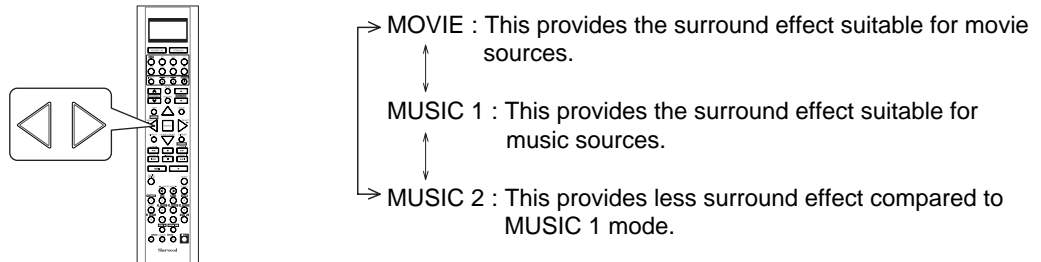 MOVIE : This provides the surround effect suitable for movie
sources.
MUSIC 1 : This provides the surround effect suitable for
music sources.
MUSIC 2 : This provides less surround effect compared to
MUSIC 1 mode.
Sherwood